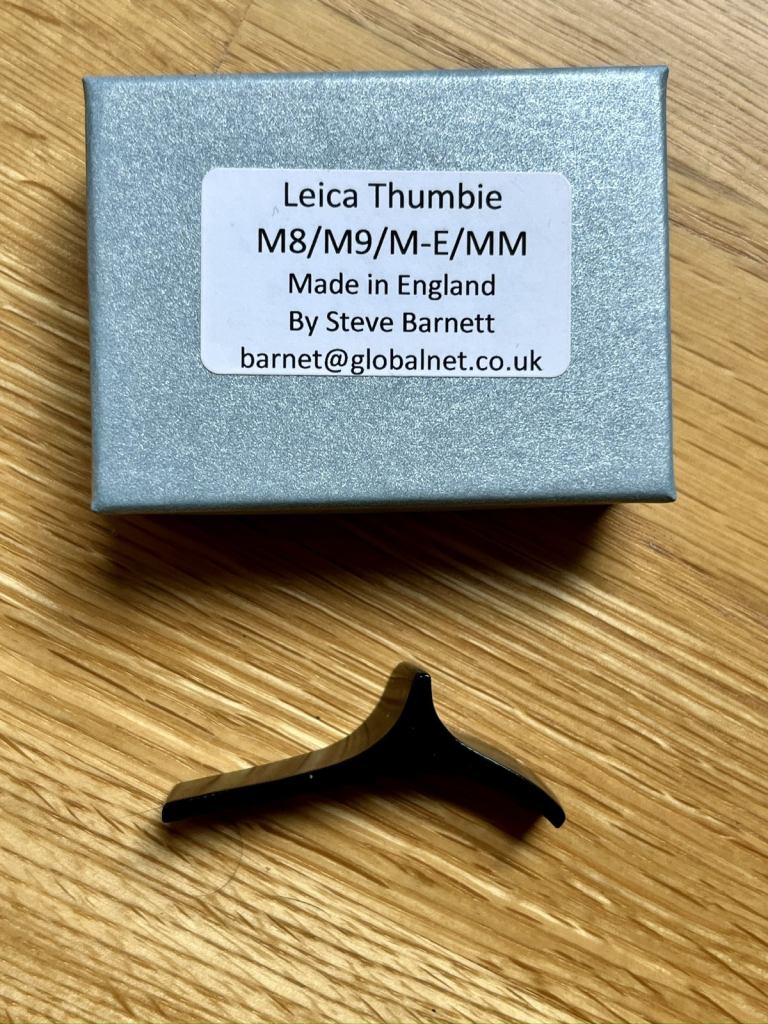 Leica Thumbie
M8/M9/M-E/MM
Made in England
By Steve Barnett
barnet@globalnet.co.uk